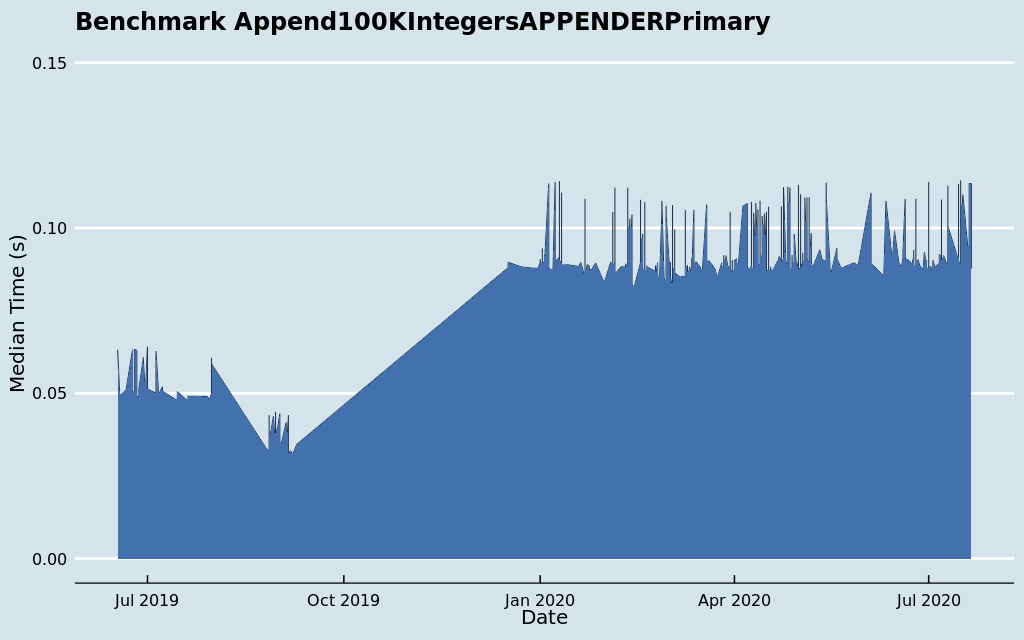 Benchmark Append100KIntegersAPPENDERPrimary
0.15
0.10
0.05
0.00
Median Time (s)
Jul 2019 Oct 2019 Jan 2020 Apr 2020 Jul 2020
Date